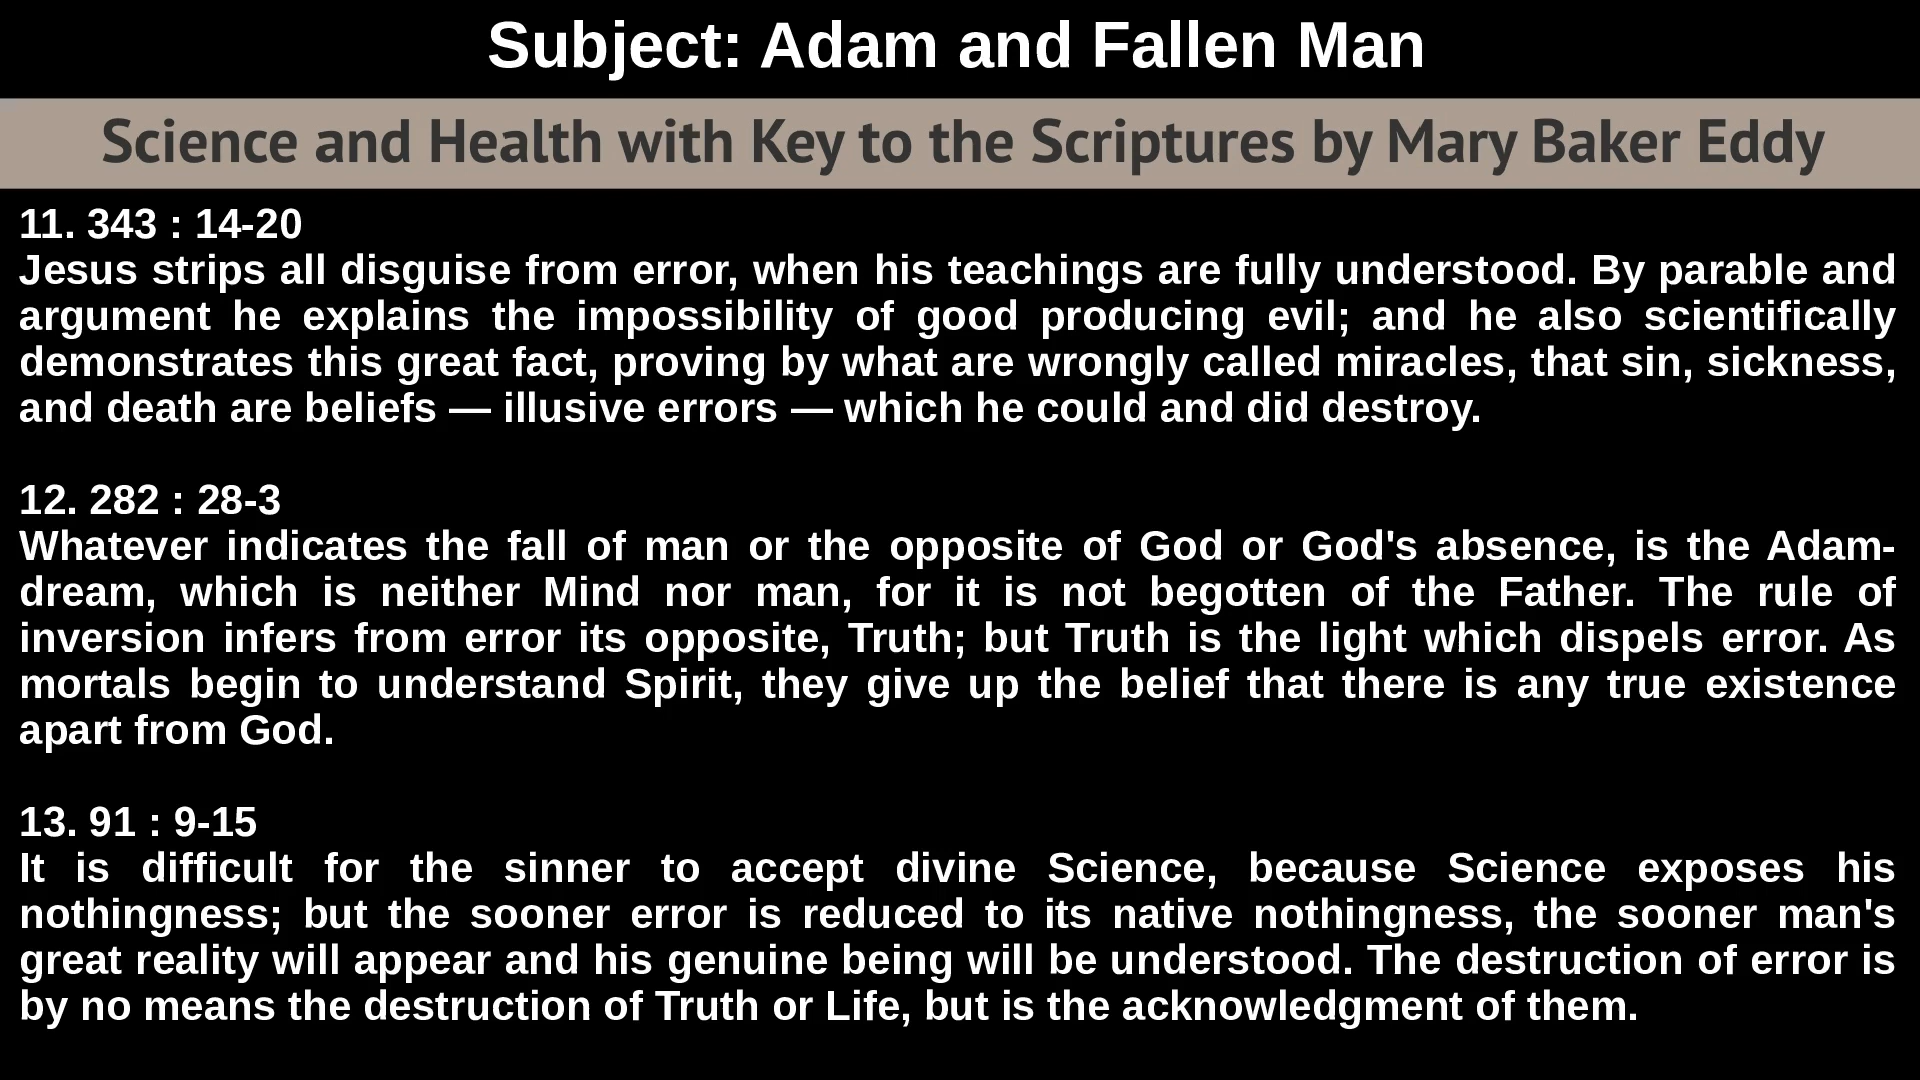 Subject: Adam and Fallen Man
Science and Health with Key to the Scriptures by Mary Baker Eddy
11. 343 : 14-20
Jesus strips all disguise from error, when his teachings are fully understood. By parable and
argument he explains the impossibility of good producing evil; and he also scientifically
demonstrates this great fact, proving by what are wrongly called miracles, that sin, sickness,
and death are beliefs — illusive errors — which he could and did destroy.
12. 282 : 28-3
Whatever indicates the fall of man or the opposite of God or God's absence, is the Adam-
dream, which is neither Mind nor man, for it is not begotten of the Father. The rule of
inversion infers from error its opposite, Truth; but Truth is the light which dispels error. As
mortals begin to understand Spirit, they give up the belief that there is any true existence
apart from God.
13. 91 : 9-15
It is difficult for the sinner to accept divine Science, because Science exposes his
nothingness; but the sooner error is reduced to its native nothingness, the sooner man's
great reality will appear and his genuine being will be understood. The destruction of error is
by no means the destruction of Truth or Life, but is the acknowledgment of them.